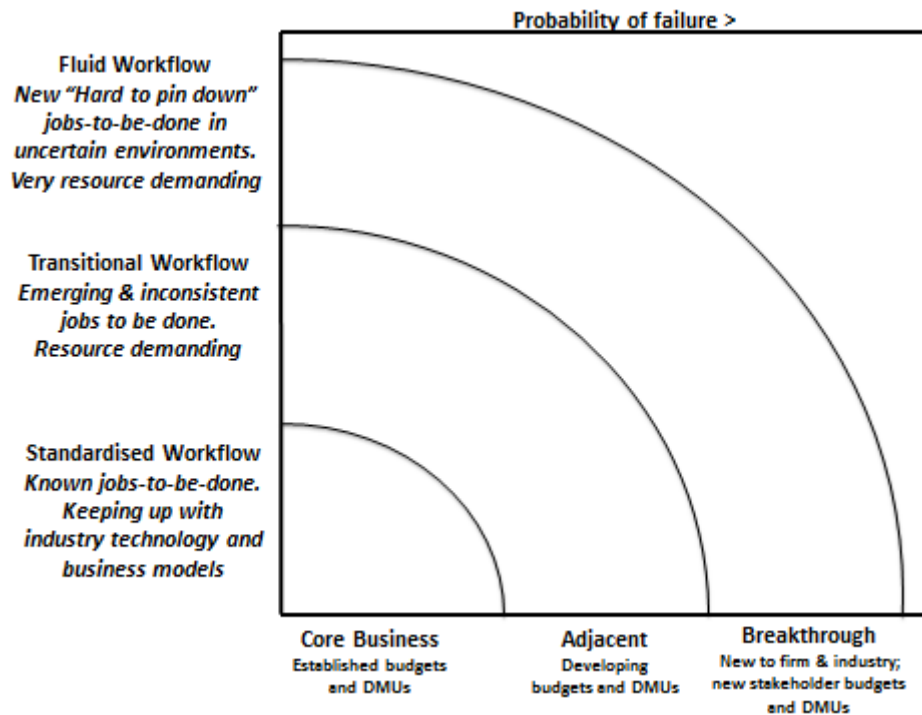 Probability of failure >
Fluid Workflow
New “Hard to pin down”
jobs-to-be-done in
uncertain environments.
Very resource demanding
Transitional Workflow
Emerging & inconsistent
jobs to be done.
Resource demanding
Standardised Workflow
Known jobs-to-be-done.
Keeping up with
industry technology and
business models
Core Business
Established budgets
and DMUs
Adjacent
Developing
budgets and DMUs
Breakthrough
New to firm & industry;
new stakeholder budgets
and DMUs